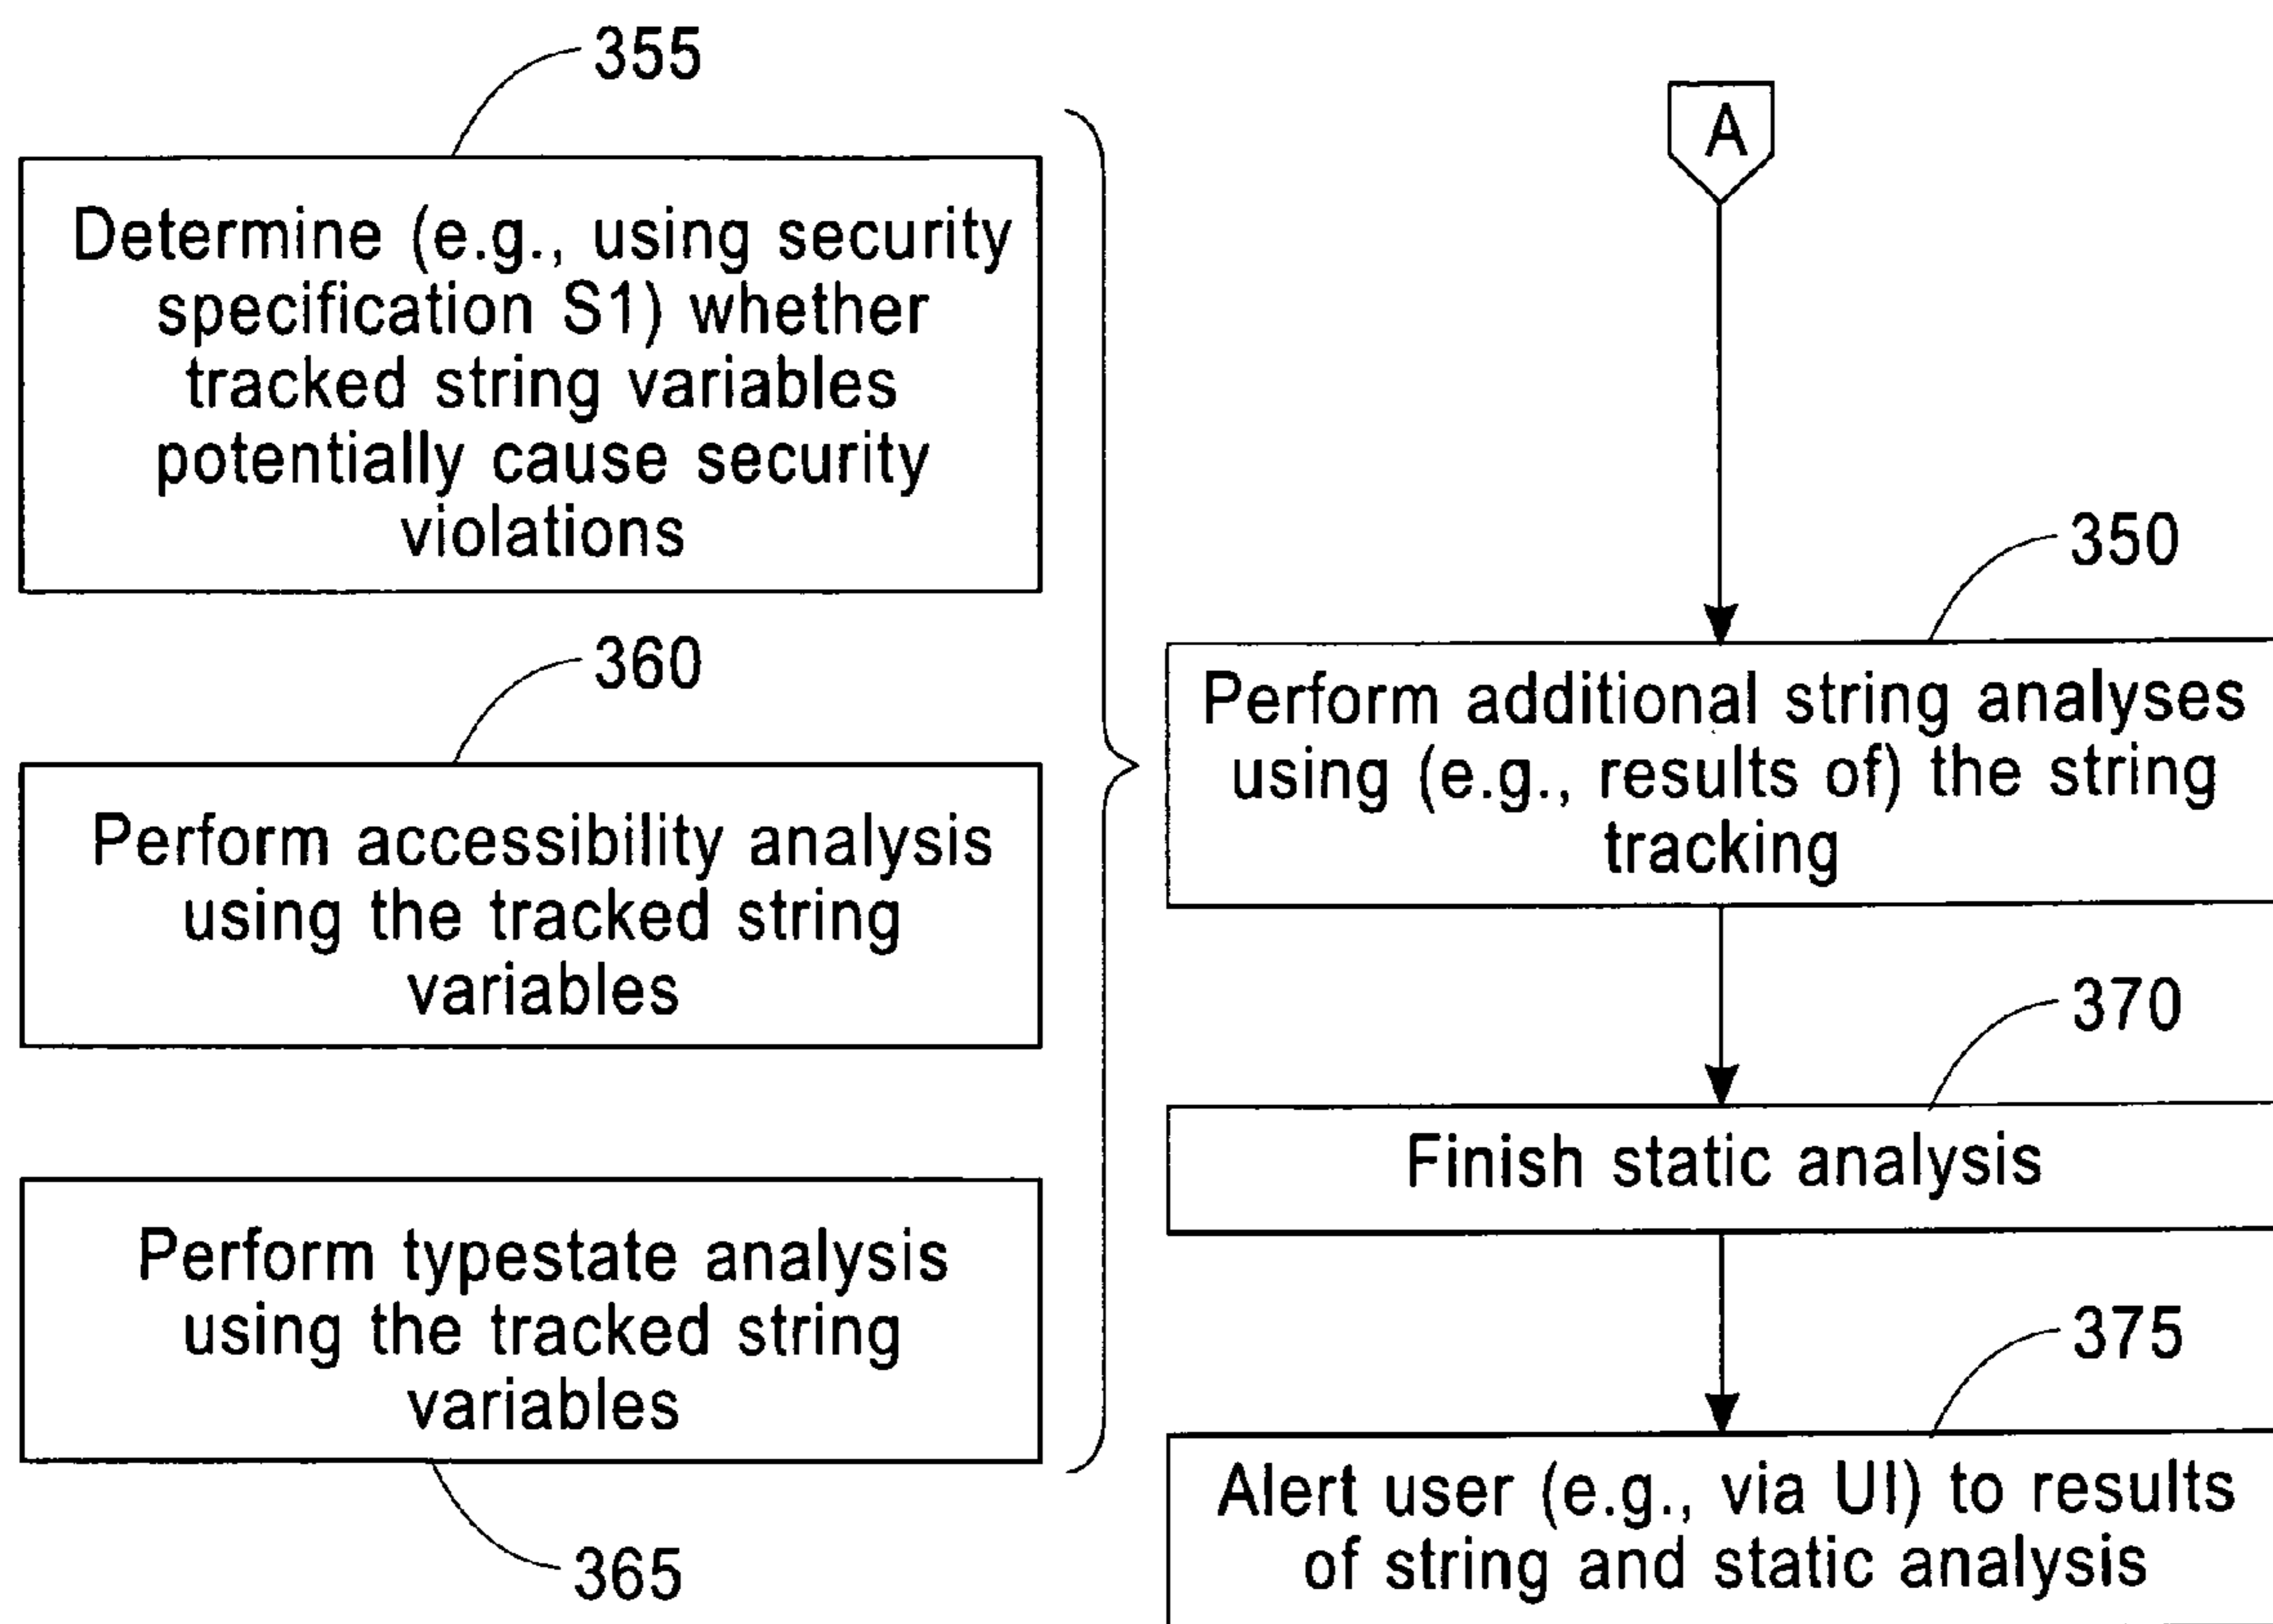 355
Determine (e.g., using security
specification S1) whether
tracked string variables
potentially cause security
violations
360
Perform accessibility analysis
using the tracked string
variables
Perform typestate analysis
using the tracked string
variables
365
A
350
Perform additional string analyses
using (e.g., results of) the string
tracking
370
Finish static analysis
375
Alert user (e.g., via UI) to results
of string and static analysis